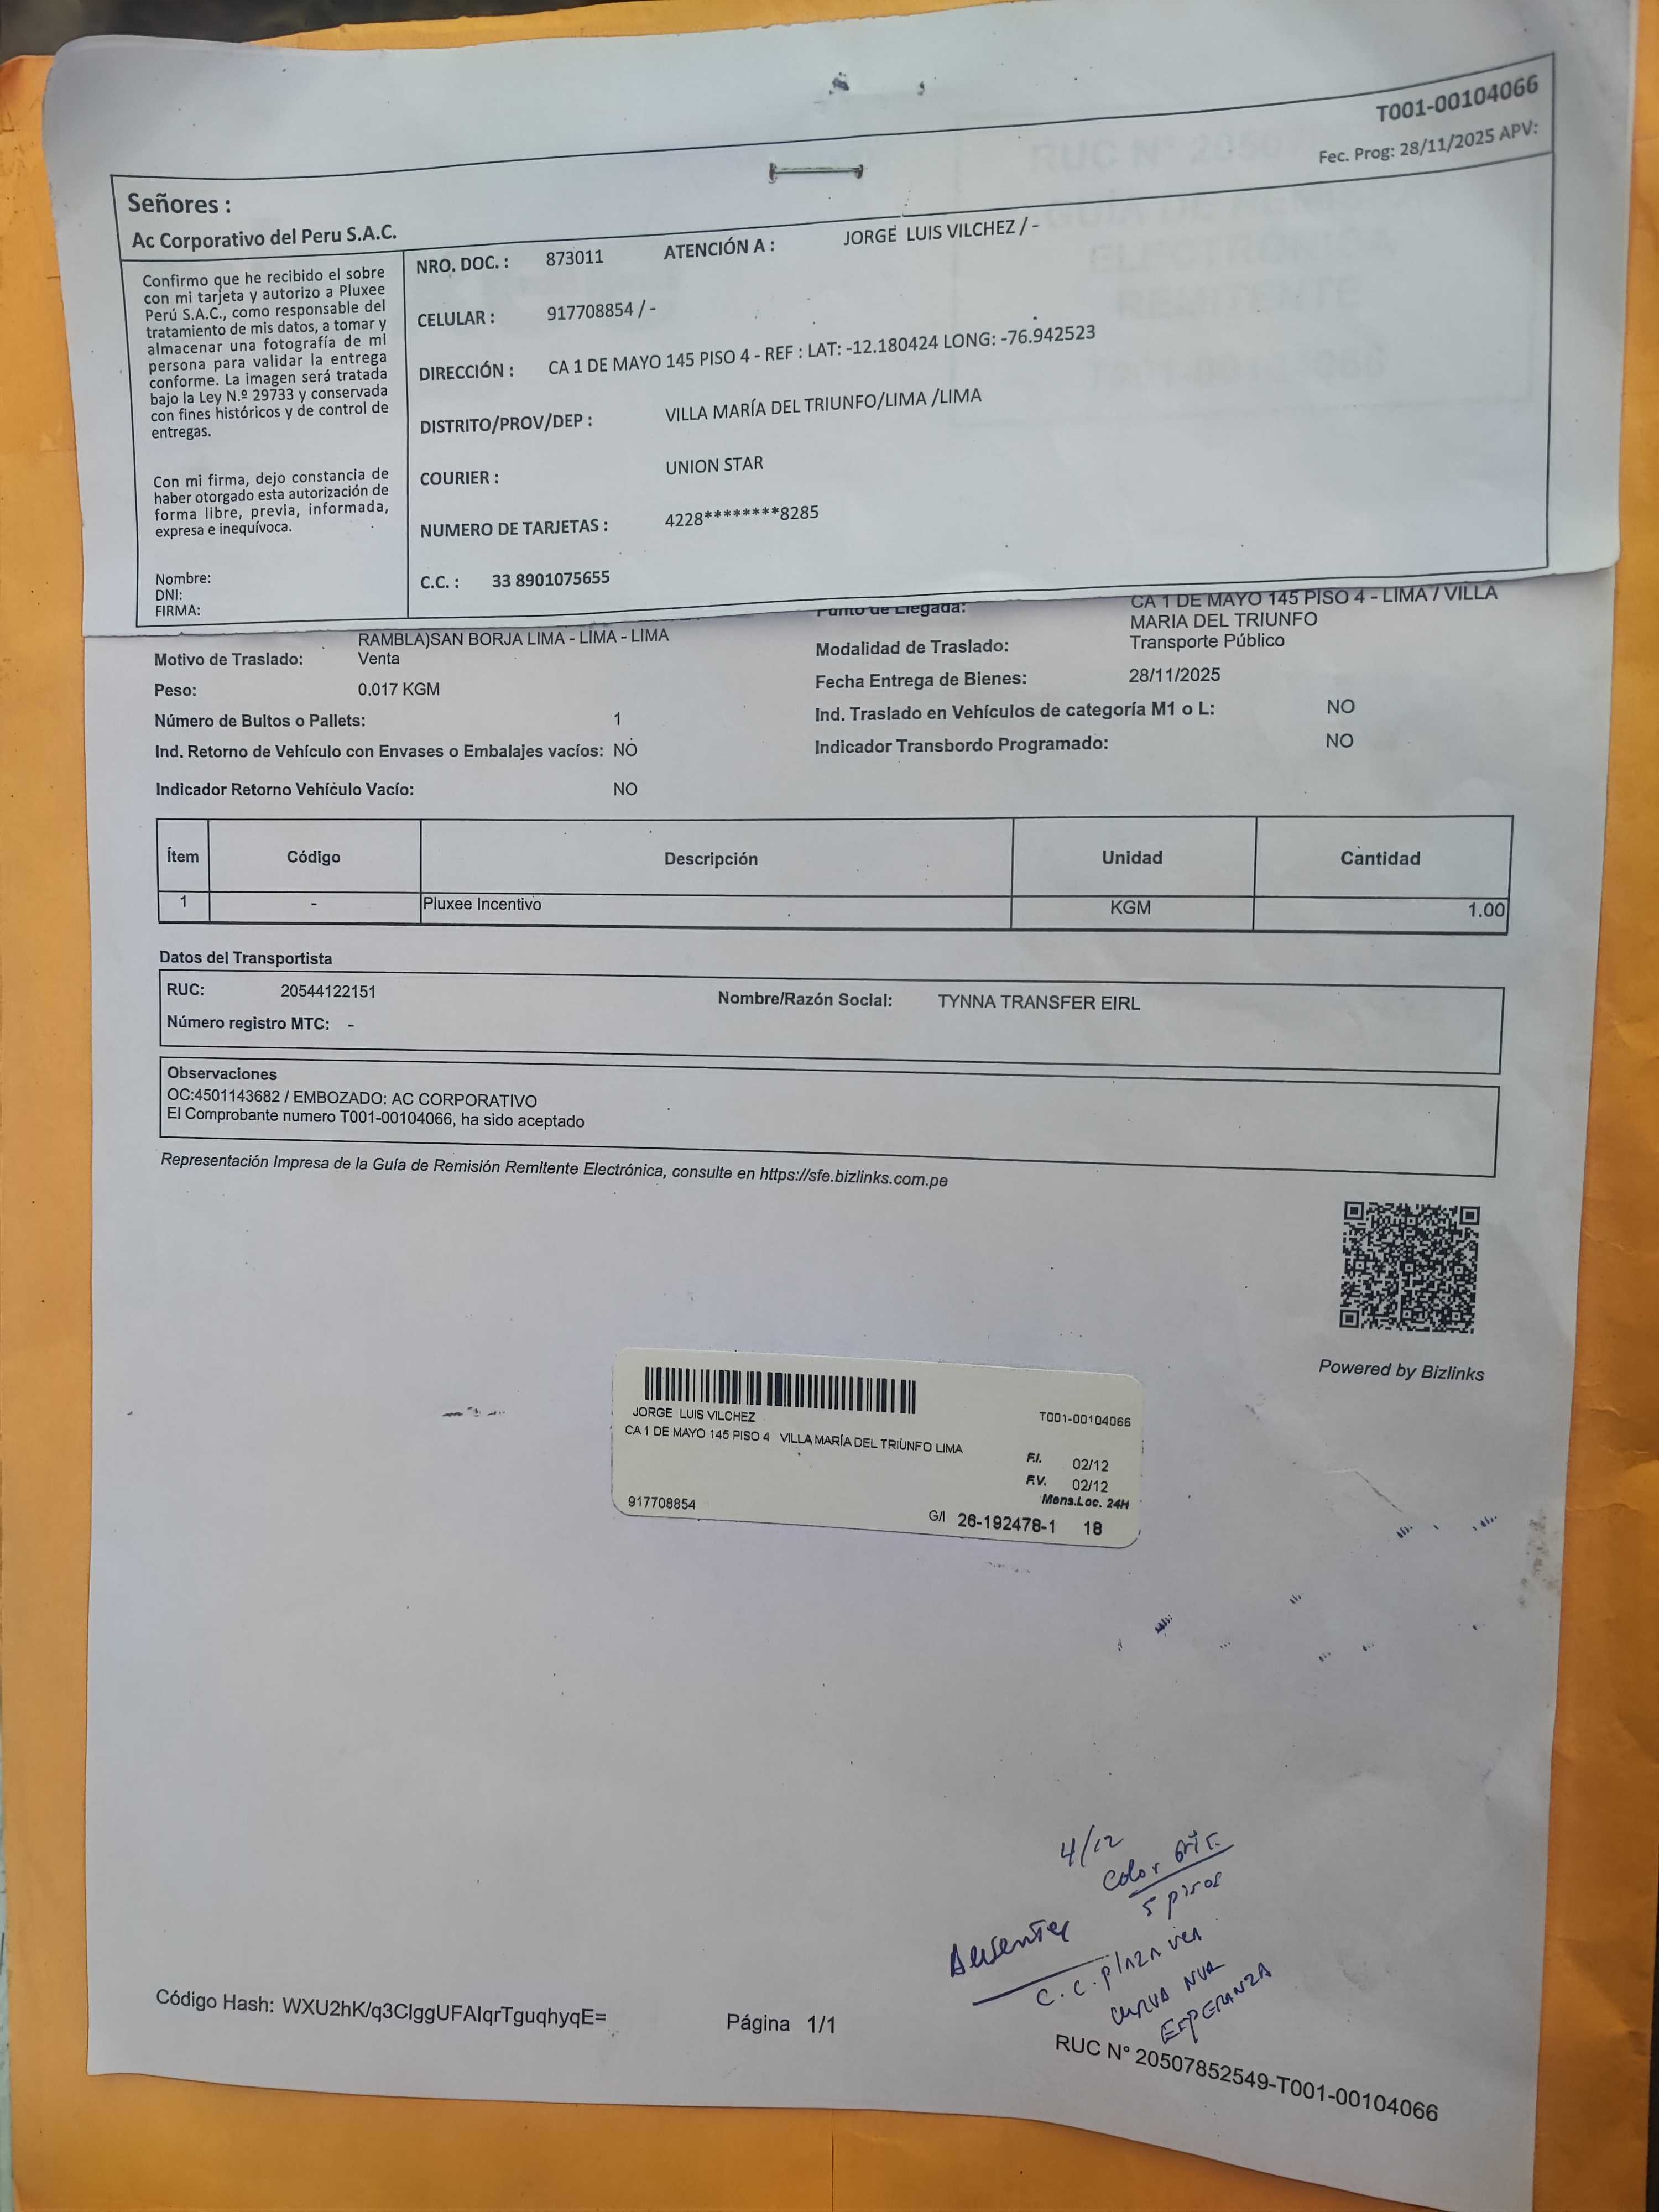 T001-00104066
Fec. Prog: 28/11/2025 APV:
Señores :
Ac Corporativo del Peru S.A.C.
Confirmo que he recibido el sobre
con mi tarjeta y autorizo a Pluxee
Perú S.A.C., como responsable del
tratamiento de mis datos, a tomar y
almacenar una fotografía de mi
persona para validar la entrega
conforme. La imagen será tratada
bajo la Ley N.º 29733 y conservada
con fines históricos y de control de
entregas.
Con mi firma, dejo constancia de
haber otorgado esta autorización de
forma libre, previa, informada,
expresa e inequívoca.
Nombre:
DNI:
FIRMA:
NRO. DOC. : 873011 ATENCIÓN A : JORGE LUIS VILCHEZ / -
CELULAR : 917708854 / -
DIRECCIÓN : CA 1 DE MAYO 145 PISO 4 - REF : LAT: -12.180424 LONG: -76.942523
DISTRITO/PROV/DEP : VILLA MARÍA DEL TRIUNFO/LIMA /LIMA
COURIER : UNION STAR
NUMERO DE TARJETAS : 4228********8285
C.C. : 33 8901075655
RAMBLA)SAN BORJA LIMA - LIMA - LIMA
Punto de Llegada: CA 1 DE MAYO 145 PISO 4 - LIMA / VILLA
MARIA DEL TRIUNFO
Motivo de Traslado: Venta
Modalidad de Traslado: Transporte Público
Peso: 0.017 KGM
Fecha Entrega de Bienes: 28/11/2025
Número de Bultos o Pallets: 1
Ind. Traslado en Vehículos de categoría M1 o L: NO
Ind. Retorno de Vehículo con Envases o Embalajes vacíos: NO
Indicador Transbordo Programado: NO
Indicador Retorno Vehículo Vacío: NO
Ítem Código Descripción Unidad Cantidad
1 - Pluxee Incentivo KGM 1.00
Datos del Transportista
RUC: 20544122151 Nombre/Razón Social: TYNNA TRANSFER EIRL
Número registro MTC: -
Observaciones
OC:4501143682 / EMBOZADO: AC CORPORATIVO
El Comprobante numero T001-00104066, ha sido aceptado
Representación Impresa de la Guía de Remisión Remitente Electrónica, consulte en https://sfe.bizlinks.com.pe
Powered by Bizlinks
JORGE LUIS VILCHEZ T001-00104066
CA 1 DE MAYO 145 PISO 4 VILLA MARÍA DEL TRIUNFO LIMA
F.I. 02/12
F.V. 02/12
Mens.Loc. 24H
917708854 G/I 26-192478-1 18
4/12
Color
5 pisos
Ausente
C.C. plaza vea
CURVA NVA
ESPERANZA
Código Hash: WXU2hK/q3ClggUFAIqrTguqhyqE=
Página 1/1
RUC N° 20507852549-T001-00104066